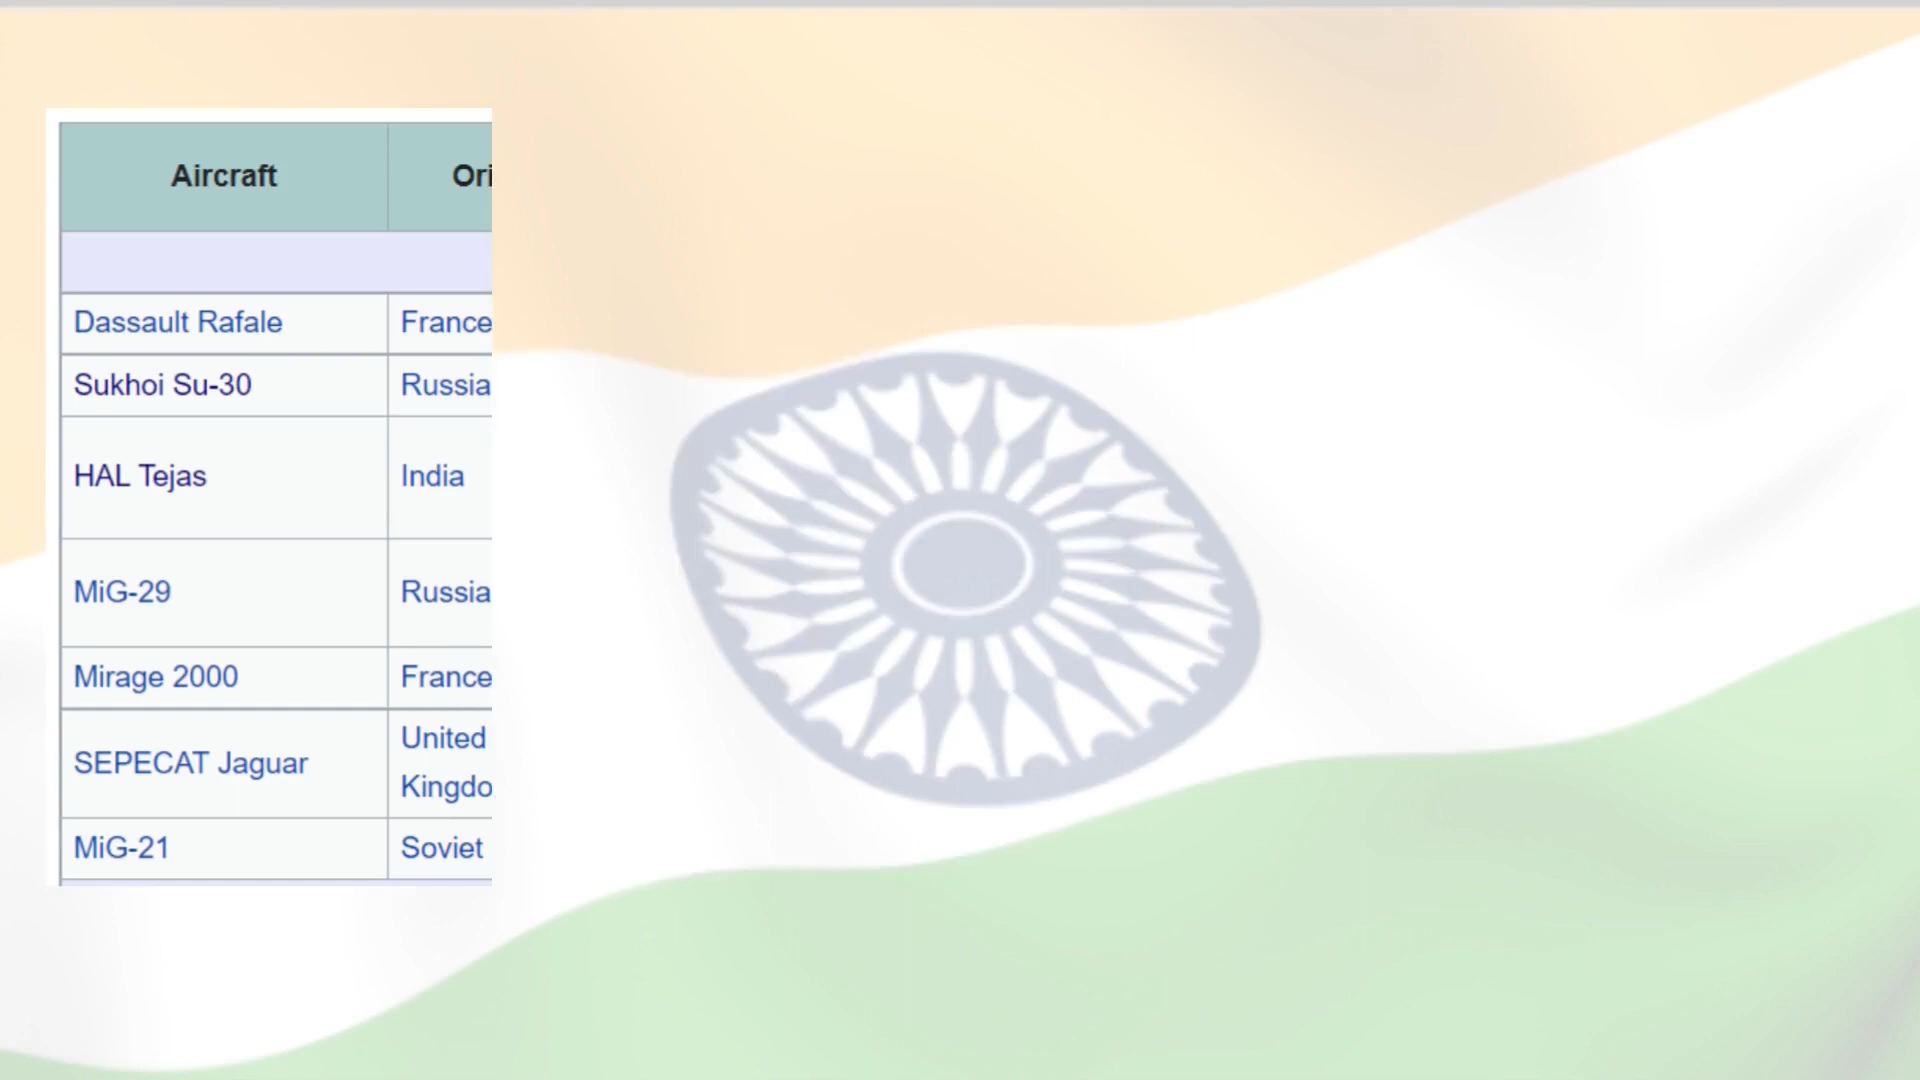 Aircraft Ori
Dassault Rafale France
Sukhoi Su-30 Russia
HAL Tejas India
MiG-29 Russia
Mirage 2000 France
SEPECAT Jaguar United
Kingdo
MiG-21 Soviet